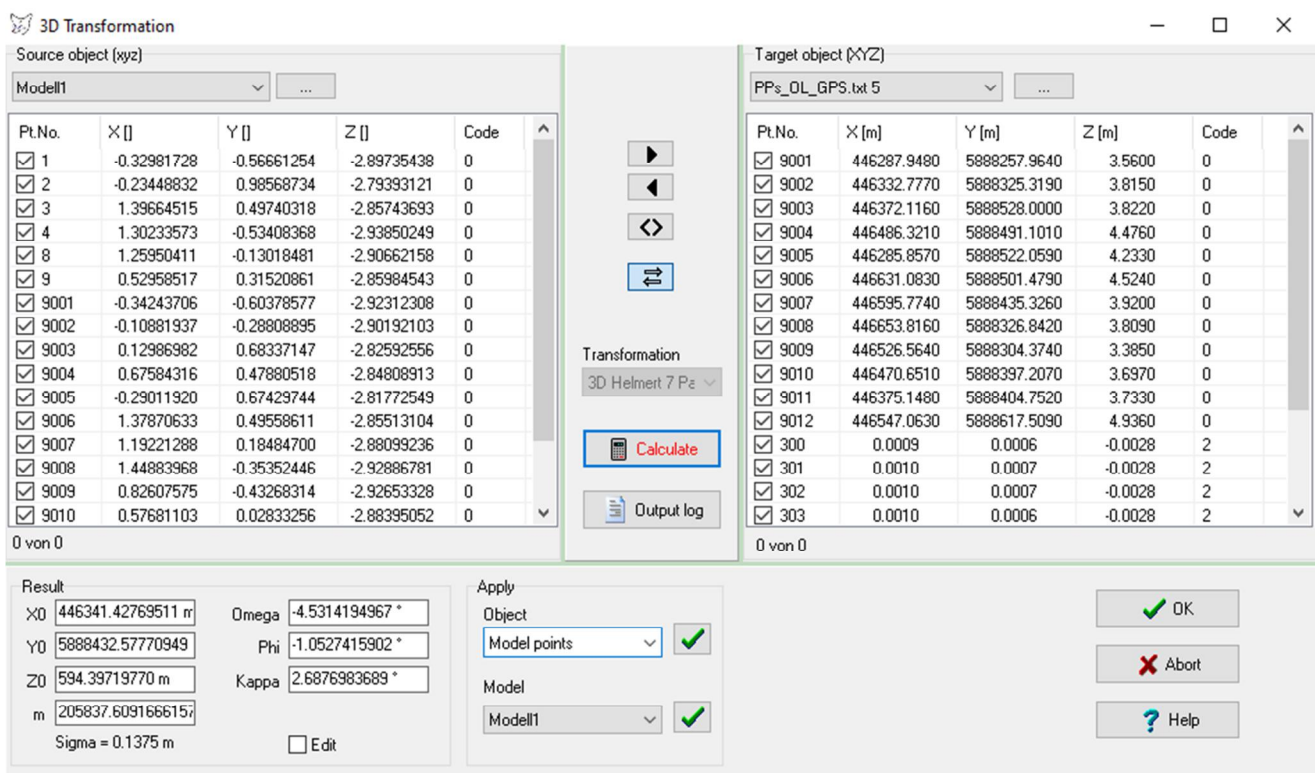 3D Transformation
Source object (xyz)
Modell1
...
Pt.No. X [] Y [] Z [] Code
1 -0.32981728 -0.56661254 -2.89735438 0
2 -0.23448832 0.98568734 -2.79393121 0
3 1.39664515 0.49740318 -2.85743693 0
4 1.30233573 -0.53408368 -2.93850249 0
8 1.25950411 -0.13018481 -2.90662158 0
9 0.52958517 0.31520861 -2.85984543 0
9001 -0.34243706 -0.60378577 -2.92312308 0
9002 -0.10881937 -0.28808895 -2.90192103 0
9003 0.12986982 0.68337147 -2.82592556 0
9004 0.67584316 0.47880518 -2.84808913 0
9005 -0.29011920 0.67429744 -2.81772549 0
9006 1.37870633 0.49558611 -2.85513104 0
9007 1.19221288 0.18484700 -2.88099236 0
9008 1.44883968 -0.35352446 -2.92886781 0
9009 0.82607575 -0.43268314 -2.92653328 0
9010 0.57681103 0.02833256 -2.88395052 0
0 von 0
Transformation
3D Helmert 7 Pa
Calculate
Output log
Target object (XYZ)
PPs_OL_GPS.txt 5
...
Pt.No. X [m] Y [m] Z [m] Code
9001 446287.9480 5888257.9640 3.5600 0
9002 446332.7770 5888325.3190 3.8150 0
9003 446372.1160 5888528.0000 3.8220 0
9004 446486.3210 5888491.1010 4.4760 0
9005 446285.8570 5888522.0590 4.2330 0
9006 446631.0830 5888501.4790 4.5240 0
9007 446595.7740 5888435.3260 3.9200 0
9008 446653.8160 5888326.8420 3.8090 0
9009 446526.5640 5888304.3740 3.3850 0
9010 446470.6510 5888397.2070 3.6970 0
9011 446375.1480 5888404.7520 3.7330 0
9012 446547.0630 5888617.5090 4.9360 0
300 0.0009 0.0006 -0.0028 2
301 0.0010 0.0007 -0.0028 2
302 0.0010 0.0007 -0.0028 2
303 0.0010 0.0006 -0.0028 2
0 von 0
Result
X0 446341.42769511 m
Y0 5888432.57770949
Z0 594.39719770 m
m 205837.6091666157
Sigma = 0.1375 m
Omega -4.5314194967 °
Phi -1.0527415902 °
Kappa 2.6876983689 °
Edit
Apply
Object
Model points
Model
Modell1
OK
Abort
Help